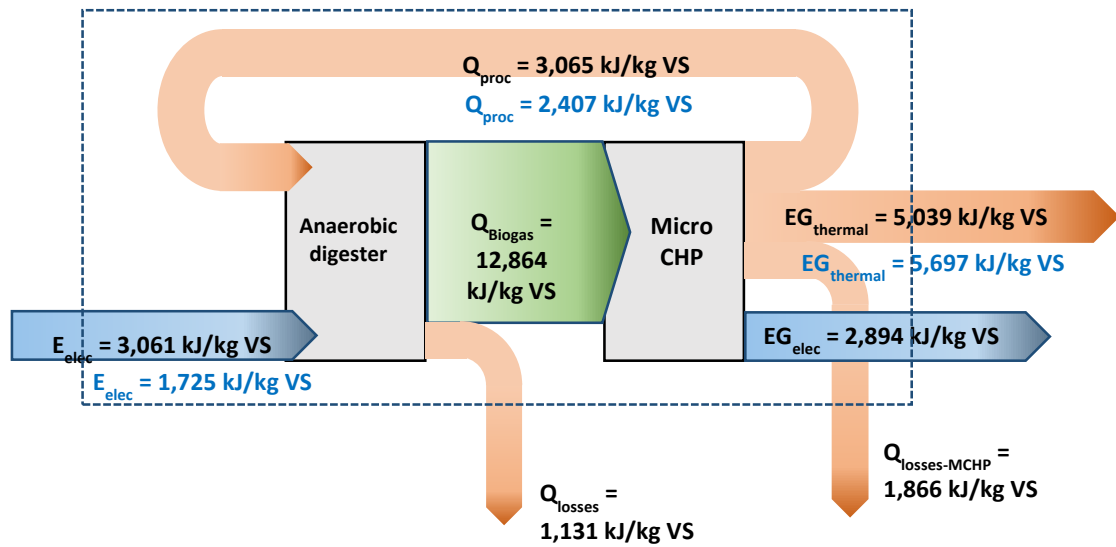 Qproc = 3,065 kJ/kg VS
Qproc = 2,407 kJ/kg VS
Anaerobic
digester
QBiogas =
12,864
kJ/kg VS
Micro
CHP
EGthermal = 5,039 kJ/kg VS
EGthermal = 5,697 kJ/kg VS
Eelec = 3,061 kJ/kg VS
Eelec = 1,725 kJ/kg VS
EGelec = 2,894 kJ/kg VS
Qlosses =
1,131 kJ/kg VS
Qlosses-MCHP =
1,866 kJ/kg VS